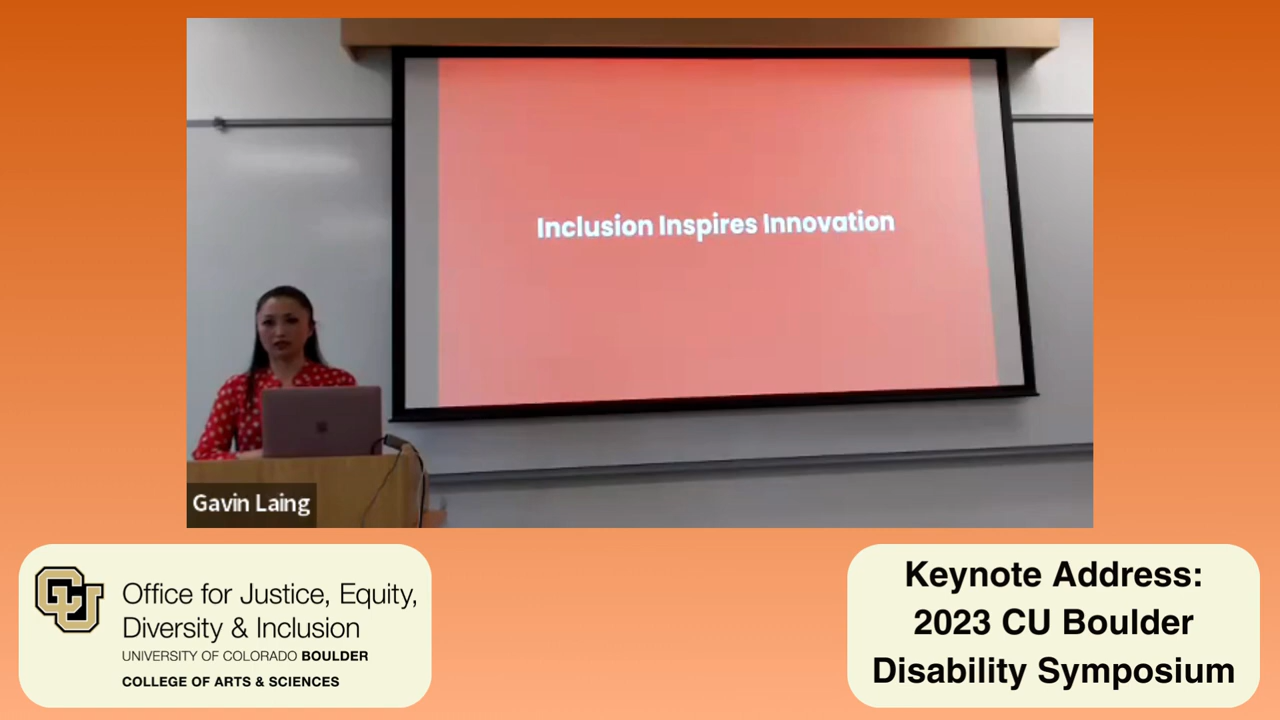 Inclusion Inspires Innovation
Gavin Laing
CU
Office for Justice, Equity,
Diversity & Inclusion
UNIVERSITY OF COLORADO BOULDER
COLLEGE OF ARTS & SCIENCES
Keynote Address:
2023 CU Boulder
Disability Symposium